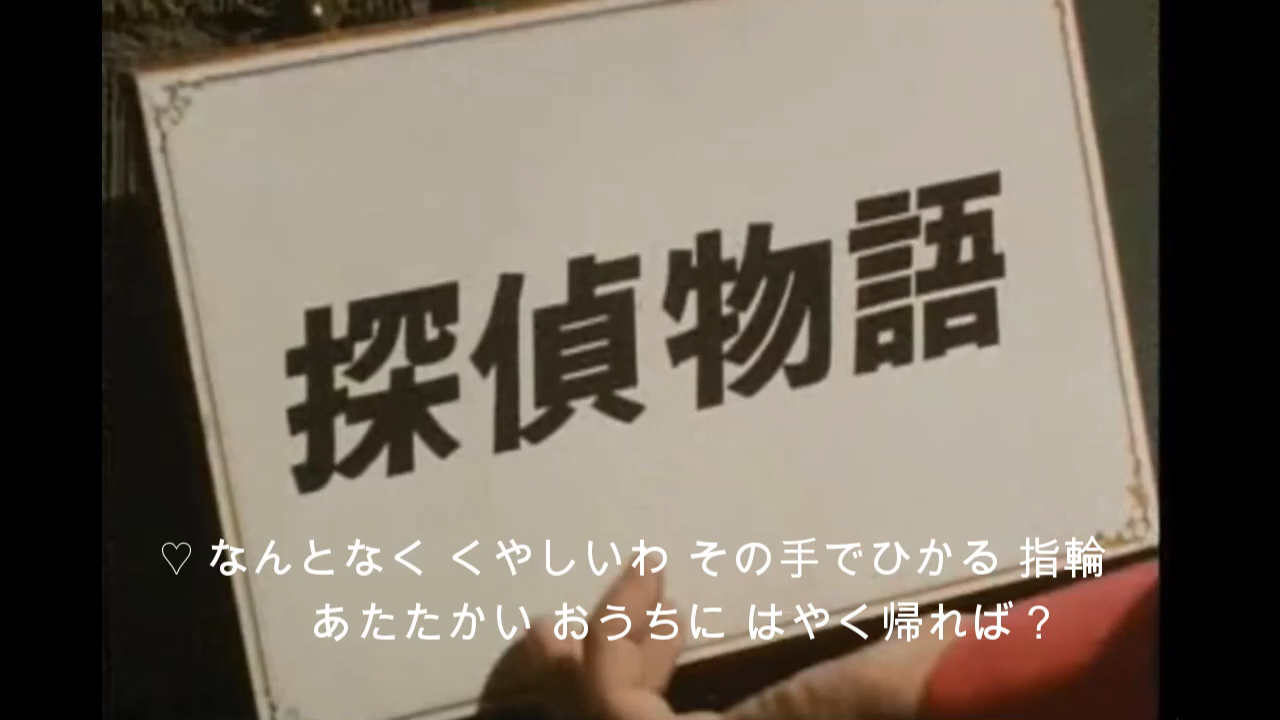 探偵物語
♡ なんとなく くやしいわ その手でひかる 指輪
あたたかい おうちに はやく帰れば？